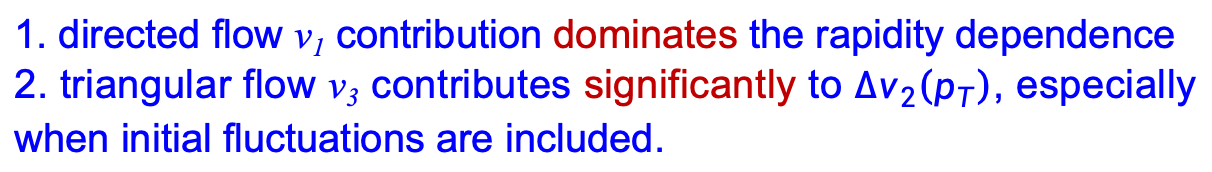 1. directed flow v₁ contribution dominates the rapidity dependence
2. triangular flow v₃ contributes significantly to Δv₂(p_T), especially
when initial fluctuations are included.